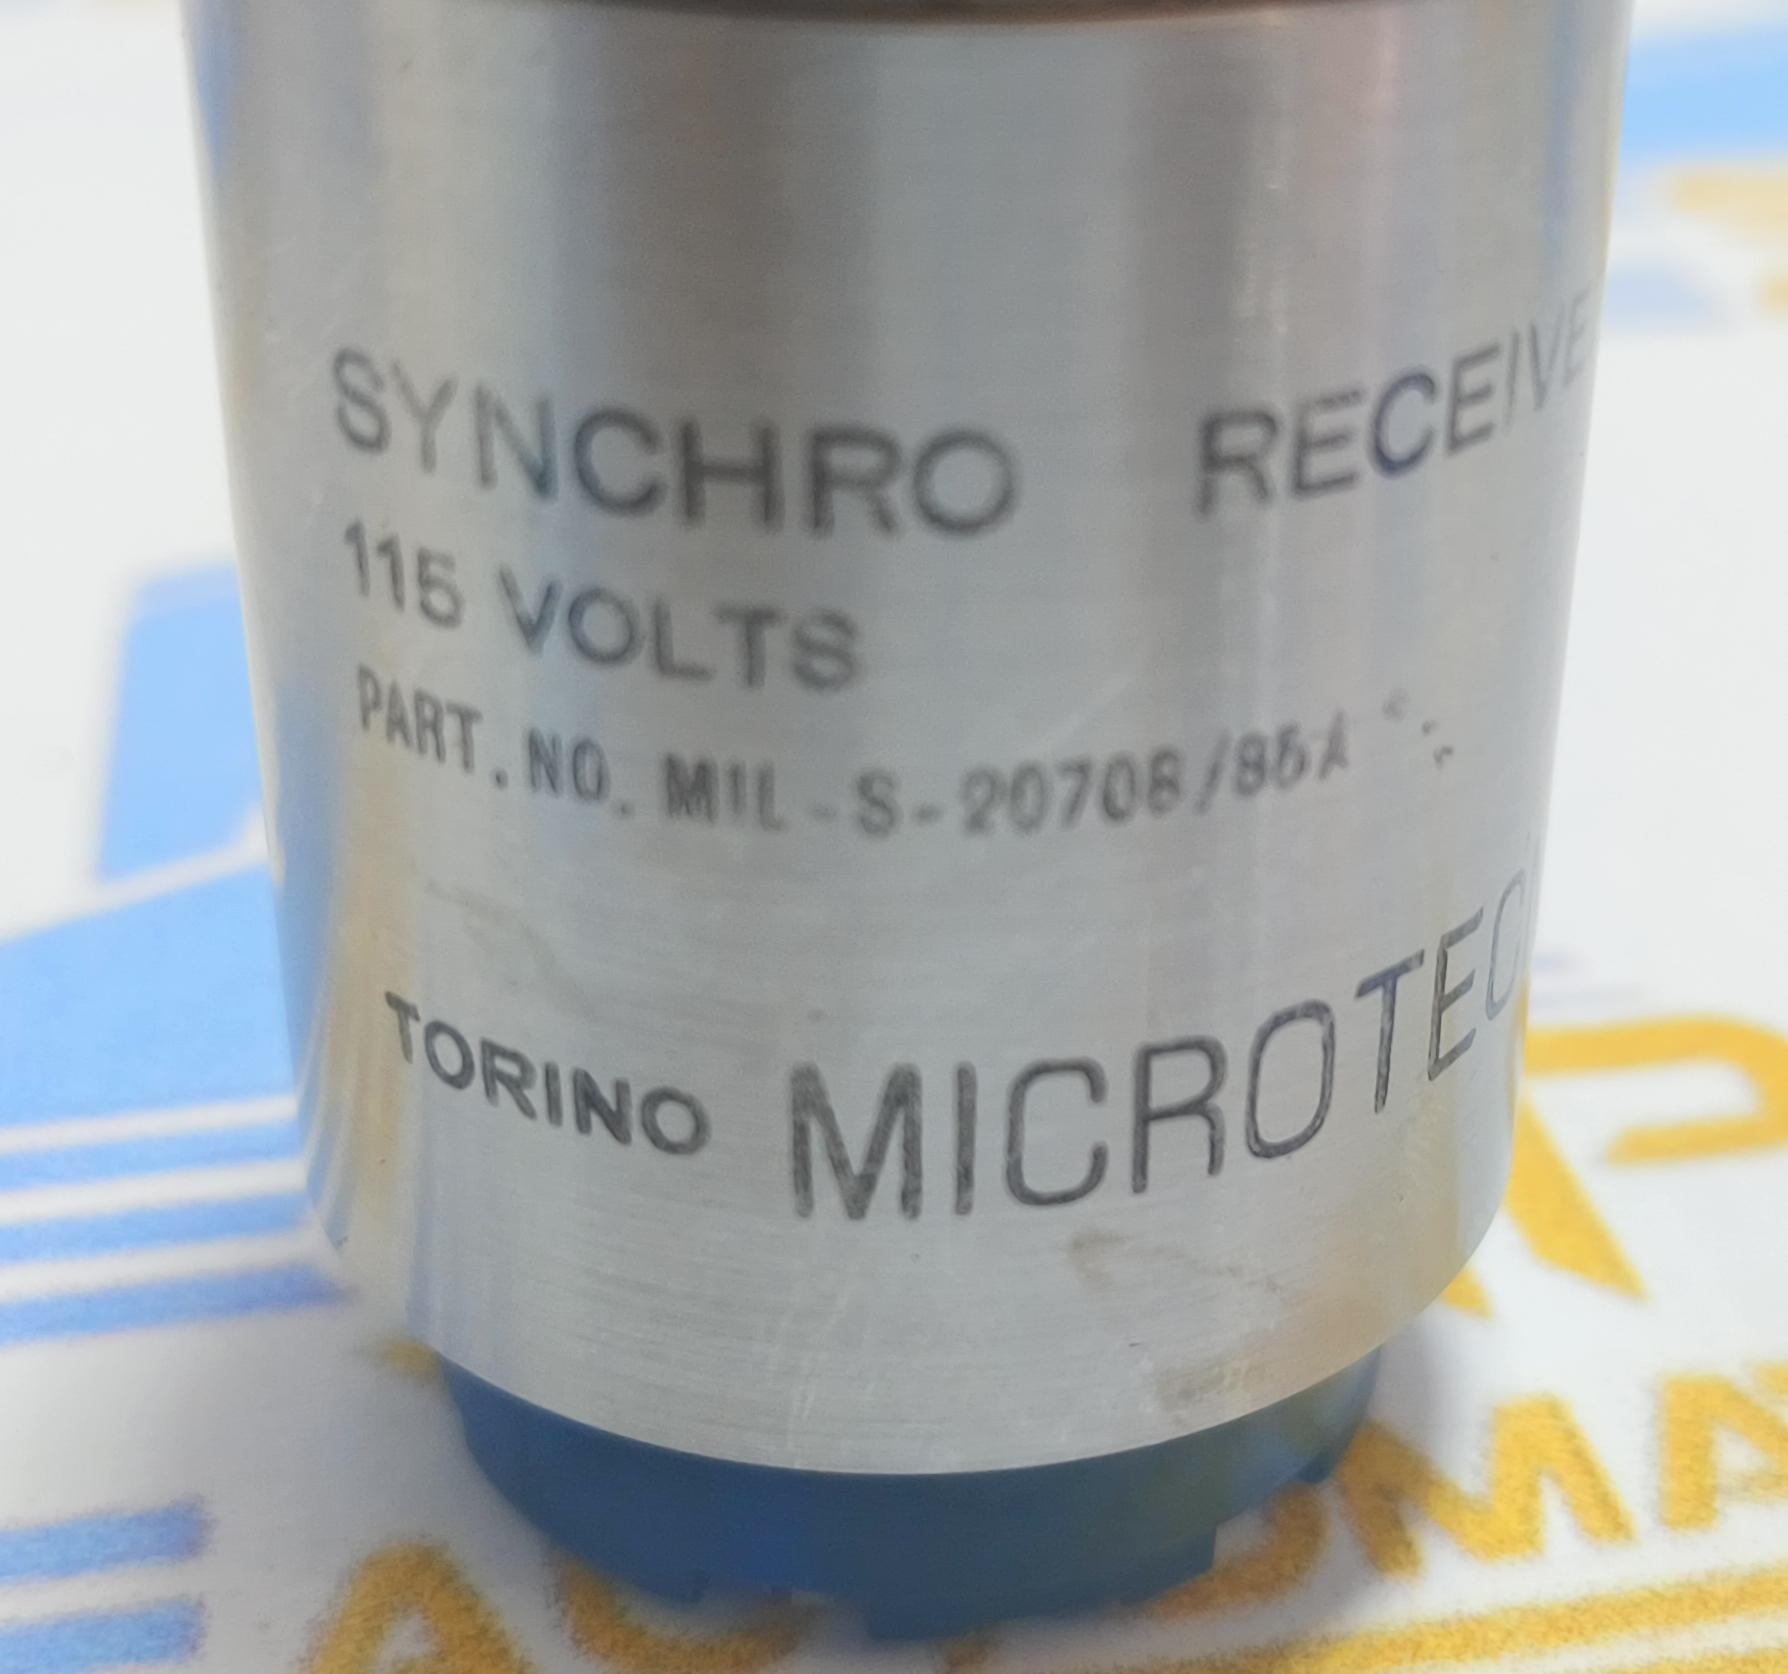 SYNCHRO RECEIVE
115 VOLTS
PART. NO. MIL-S-20708/85A
TORINO MICROTEC